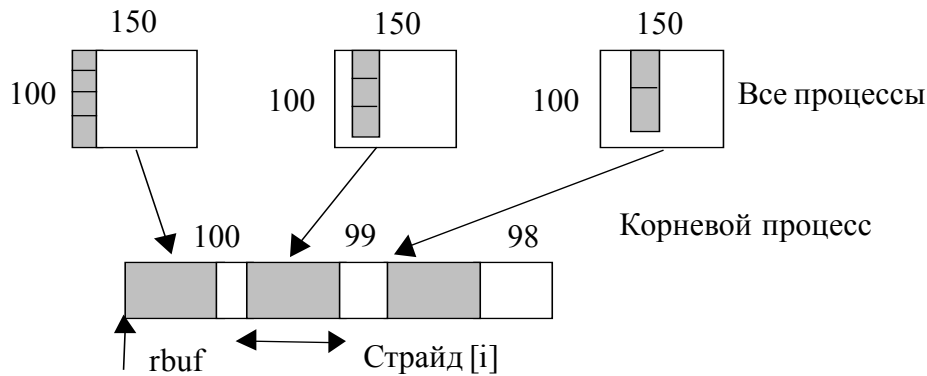 150 150 150
100 100 100 Все процессы
Корневой процесс
100 99 98
rbuf Страйд [i]